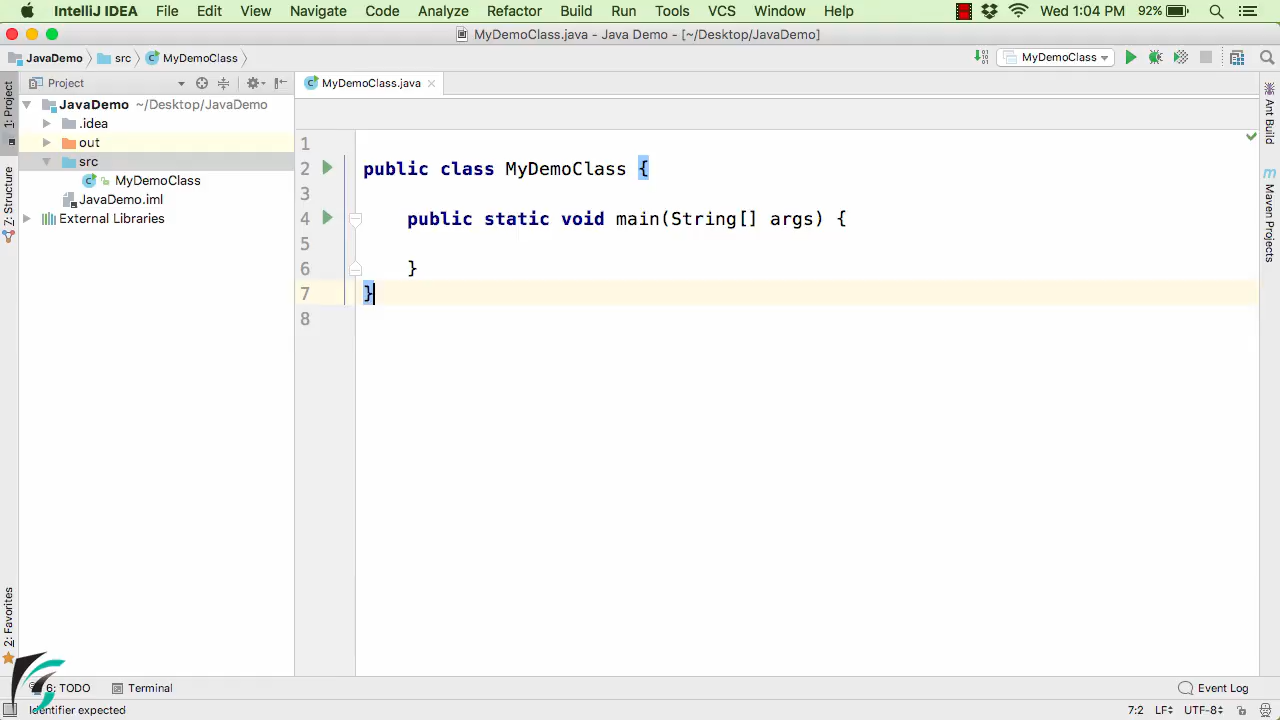 IntelliJ IDEA File Edit View Navigate Code Analyze Refactor Build Run Tools VCS Window Help Wed 1:04 PM 92%
MyDemoClass.java - Java Demo - [~/Desktop/JavaDemo]
JavaDemo src MyDemoClass MyDemoClass
Project MyDemoClass.java
JavaDemo ~/Desktop/JavaDemo
.idea
out
src
MyDemoClass
JavaDemo.iml
External Libraries
1: Project
7: Structure
2: Favorites
1
2 public class MyDemoClass {
3
4 public static void main(String[] args) {
5
6 }
7 }
8
Ant Build
m
Maven Projects
6: TODO Terminal Event Log
Identifier expected 7:2 LF UTF-8